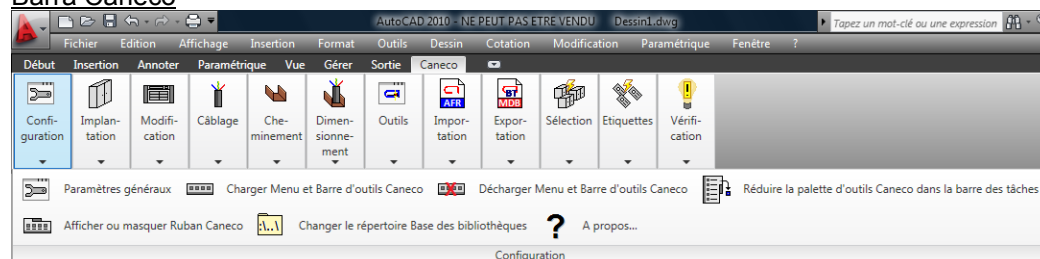 Barra Caneco
AutoCAD 2010 - NE PEUT PAS ETRE VENDU Dessin1.dwg Tapez un mot-clé ou une expression
Fichier Edition Affichage Insertion Format Outils Dessin Cotation Modification Paramétrique Fenêtre ?
Début Insertion Annoter Paramétrique Vue Gérer Sortie Caneco
AFR BT MDB
Confi- Implan- Modifi- Câblage Che- Dimen- Outils Impor- Expor- Sélection Etiquettes Vérifi-
guration tation cation minement sionne- tation tation cation
ment
Paramètres généraux Charger Menu et Barre d'outils Caneco Décharger Menu et Barre d'outils Caneco Réduire la palette d'outils Caneco dans la barre des tâches
Afficher ou masquer Ruban Caneco :\..\ Changer le répertoire Base des bibliothèques ? A propos...
Configuration